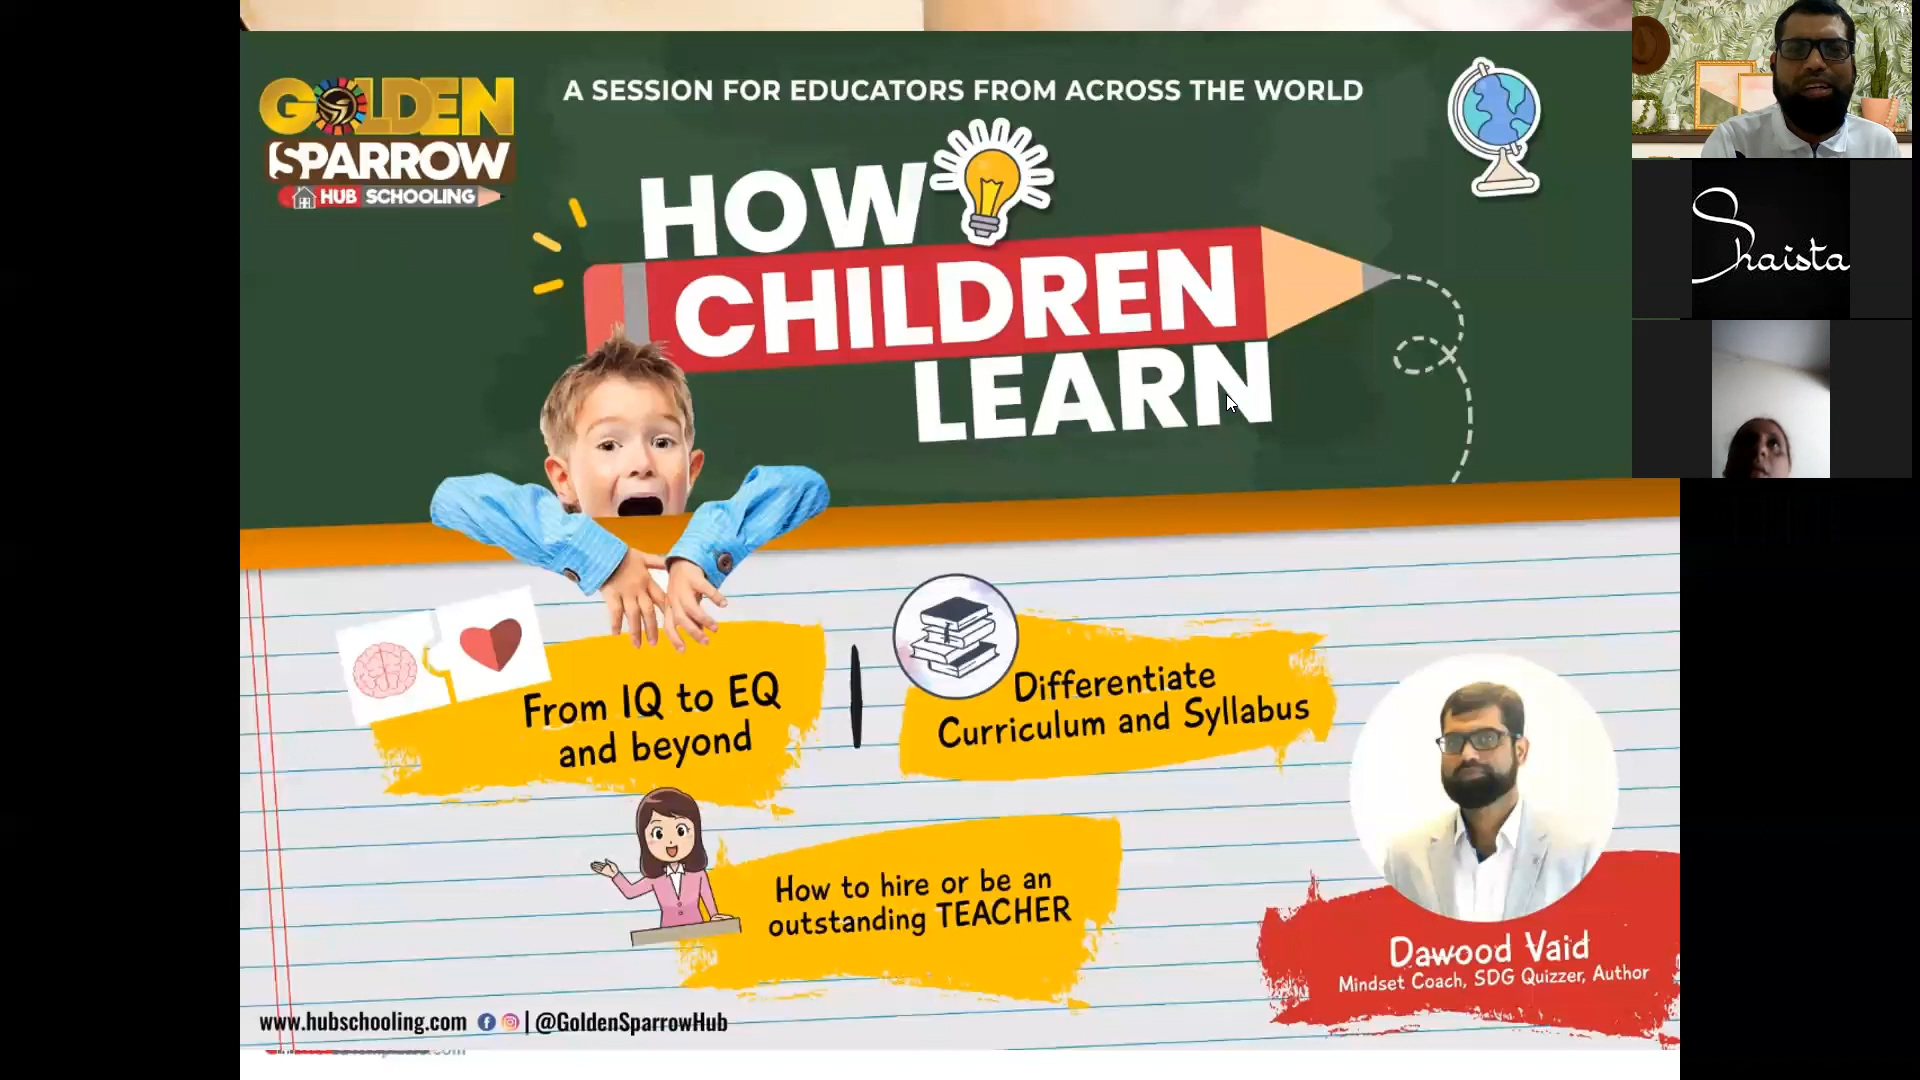 GOLDEN
SPARROW
HUB SCHOOLING
A SESSION FOR EDUCATORS FROM ACROSS THE WORLD
HOW
CHILDREN
LEARN
Shaista
From IQ to EQ
and beyond
Differentiate
Curriculum and Syllabus
How to hire or be an
outstanding TEACHER
Dawood Vaid
Mindset Coach, SDG Quizzer, Author
www.hubschooling.com | @GoldenSparrowHub